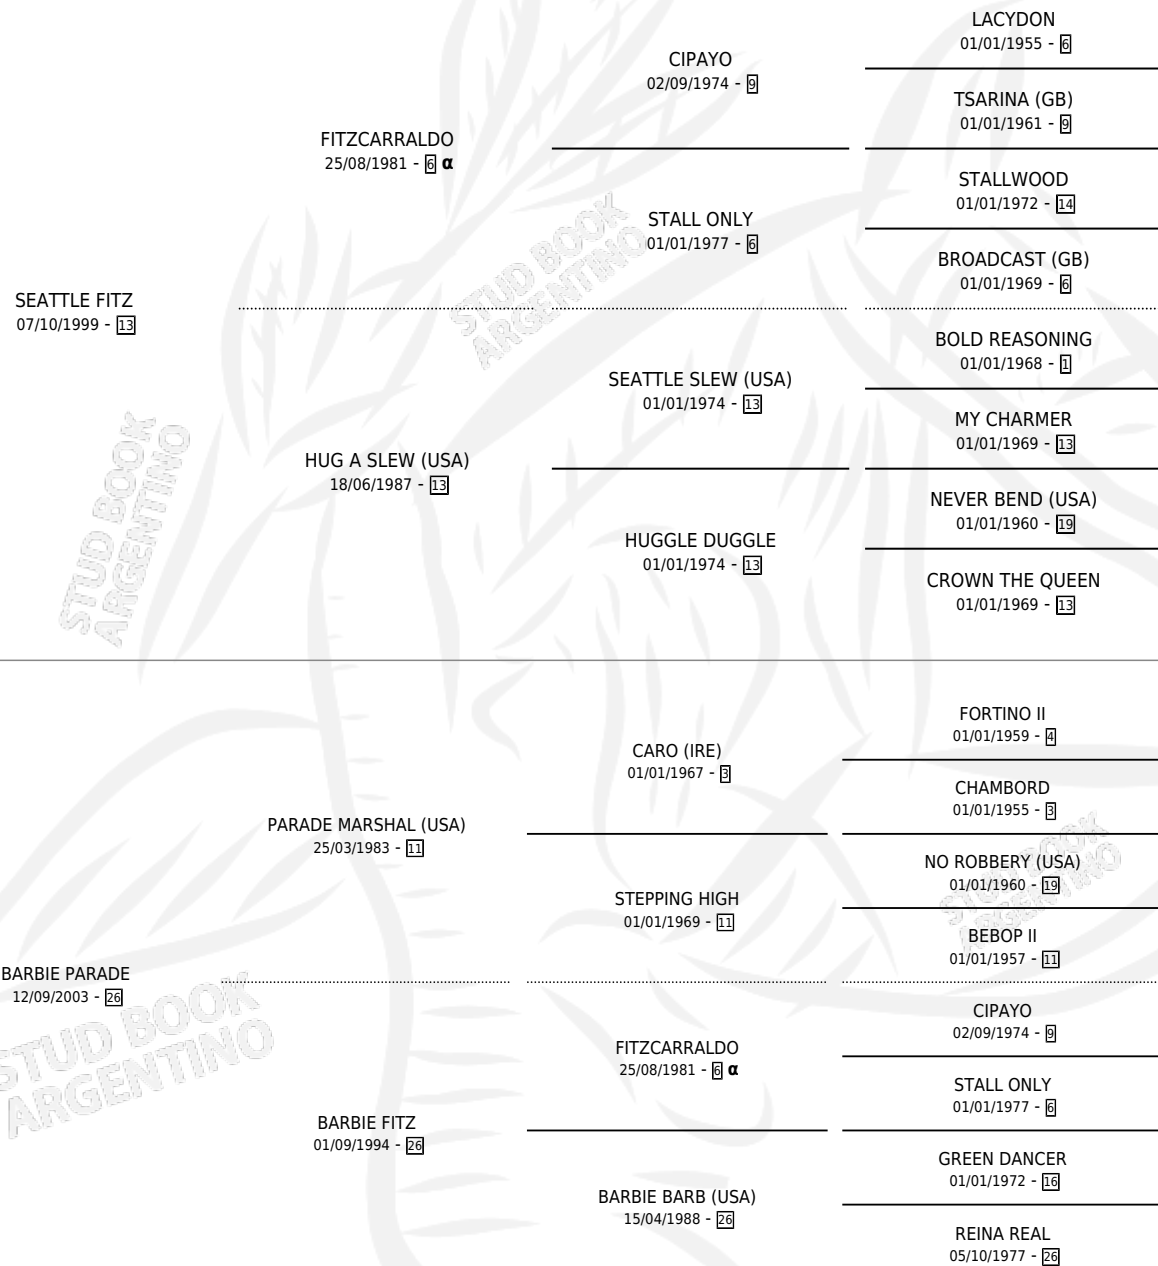 LACYDON
01/01/1955 - 6
CIPAYO
02/09/1974 - 9
TSARINA (GB)
01/01/1961 - 9
FITZCARRALDO
25/08/1981 - 6 α
STALLWOOD
01/01/1972 - 14
STALL ONLY
01/01/1977 - 6
BROADCAST (GB)
01/01/1969 - 6
SEATTLE FITZ
07/10/1999 - 13
BOLD REASONING
01/01/1968 - 1
SEATTLE SLEW (USA)
01/01/1974 - 13
MY CHARMER
01/01/1969 - 13
HUG A SLEW (USA)
18/06/1987 - 13
NEVER BEND (USA)
01/01/1960 - 19
HUGGLE DUGGLE
01/01/1974 - 13
CROWN THE QUEEN
01/01/1969 - 13
STUD BOOK
ARGENTINO
STUD BOOK
ARGENTINO
FORTINO II
01/01/1959 - 4
CARO (IRE)
01/01/1967 - 3
CHAMBORD
01/01/1955 - 3
PARADE MARSHAL (USA)
25/03/1983 - 11
NO ROBBERY (USA)
01/01/1960 - 19
STEPPING HIGH
01/01/1969 - 11
BEBOP II
01/01/1957 - 11
BARBIE PARADE
12/09/2003 - 26
CIPAYO
02/09/1974 - 9
FITZCARRALDO
25/08/1981 - 6 α
STALL ONLY
01/01/1977 - 6
BARBIE FITZ
01/09/1994 - 26
GREEN DANCER
01/01/1972 - 16
BARBIE BARB (USA)
15/04/1988 - 26
REINA REAL
05/10/1977 - 26
STUD BOOK
ARGENTINO
STUD BOOK
ARGENTINO